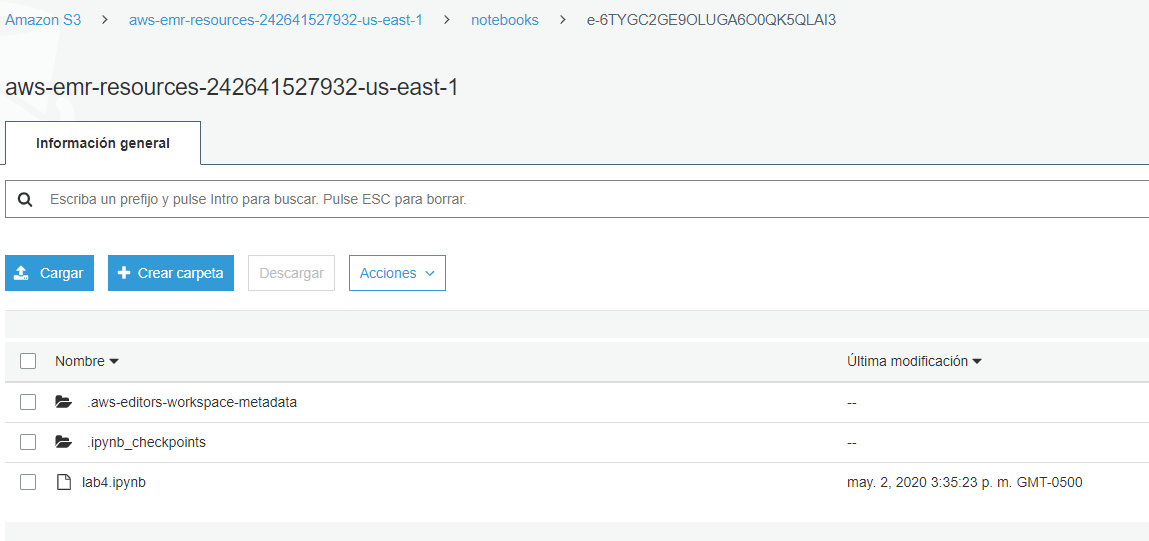 Amazon S3 > aws-emr-resources-242641527932-us-east-1 > notebooks > e-6TYGC2GE9OLUGA6O0QK5QLAI3
aws-emr-resources-242641527932-us-east-1
Información general
Escriba un prefijo y pulse Intro para buscar. Pulse ESC para borrar.
Cargar Crear carpeta Descargar Acciones
Nombre Última modificación
.aws-editors-workspace-metadata --
.ipynb_checkpoints --
lab4.ipynb may. 2, 2020 3:35:23 p. m. GMT-0500